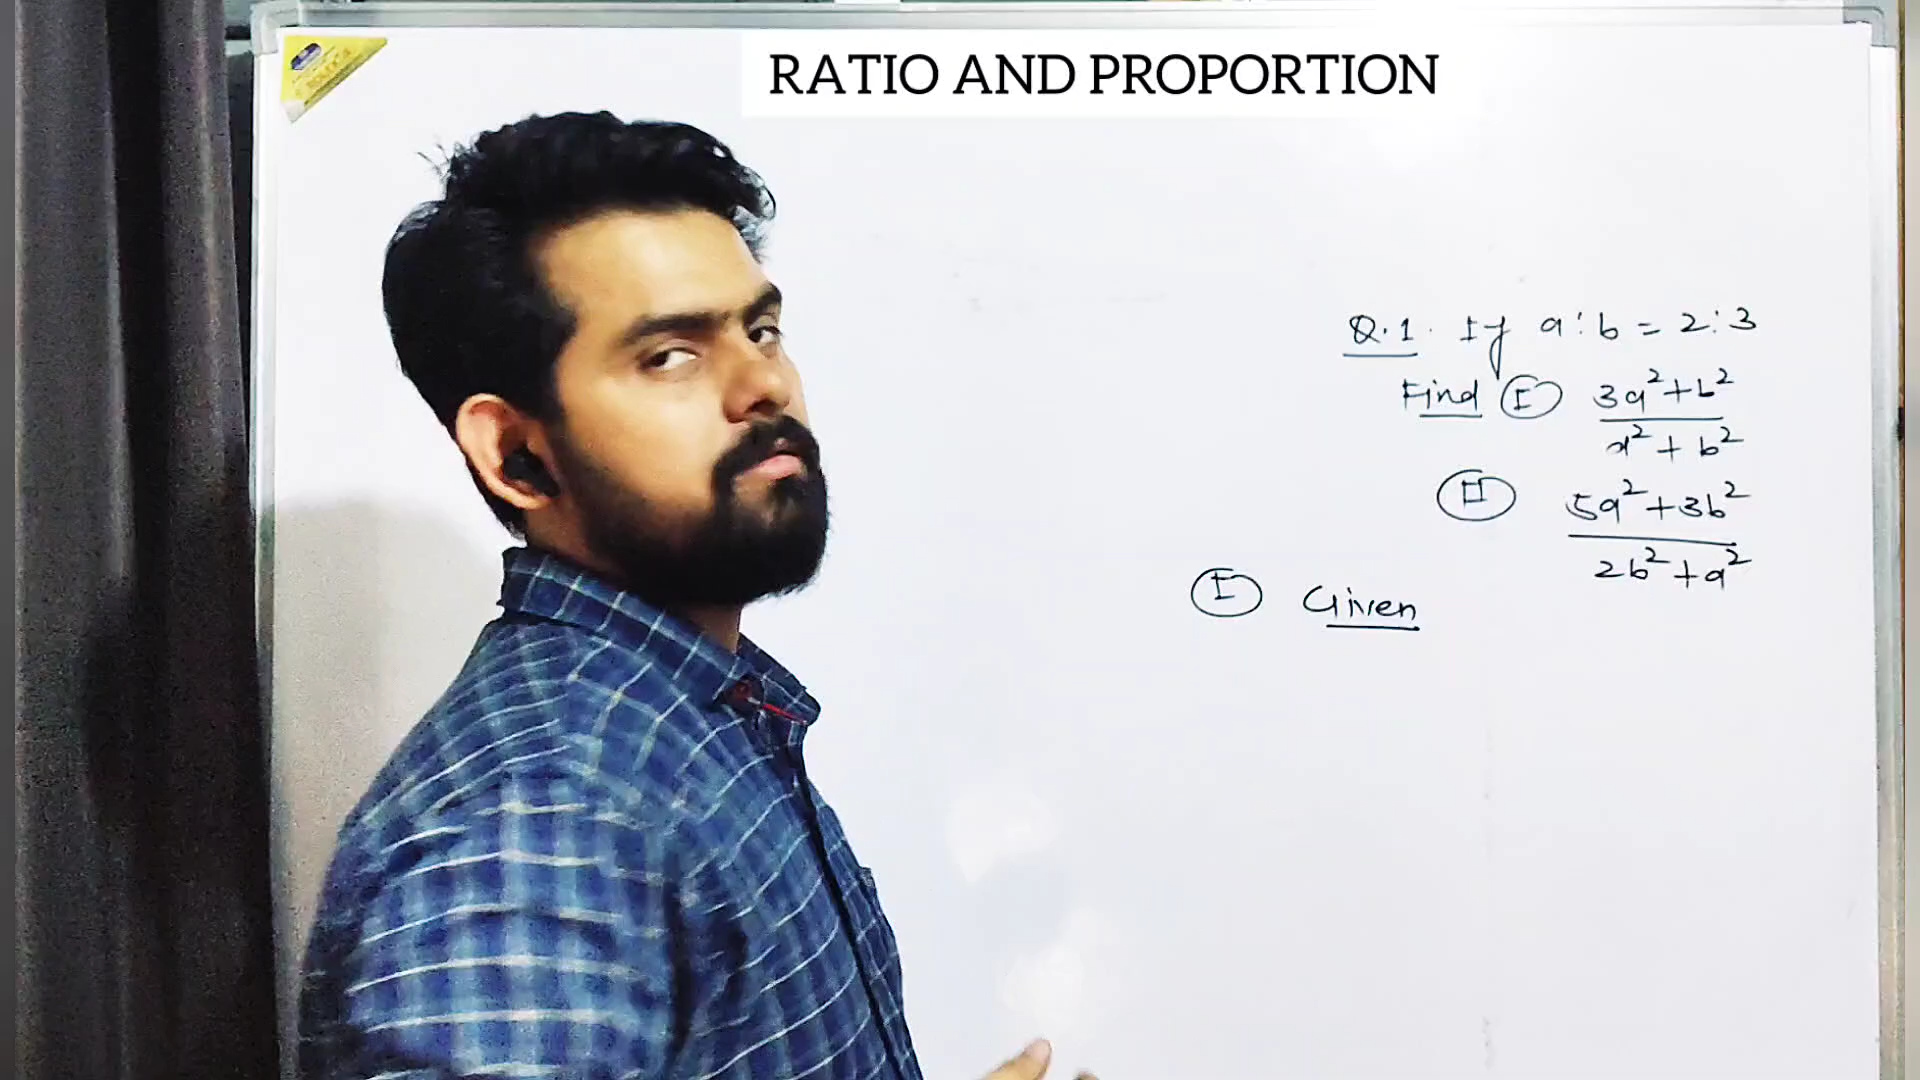 RATIO AND PROPORTION
Q.1. If a:b = 2:3
Find (I) 3a²+b²
a² + b²
(II) 5a²+3b²
2b²+a²
(I) Given